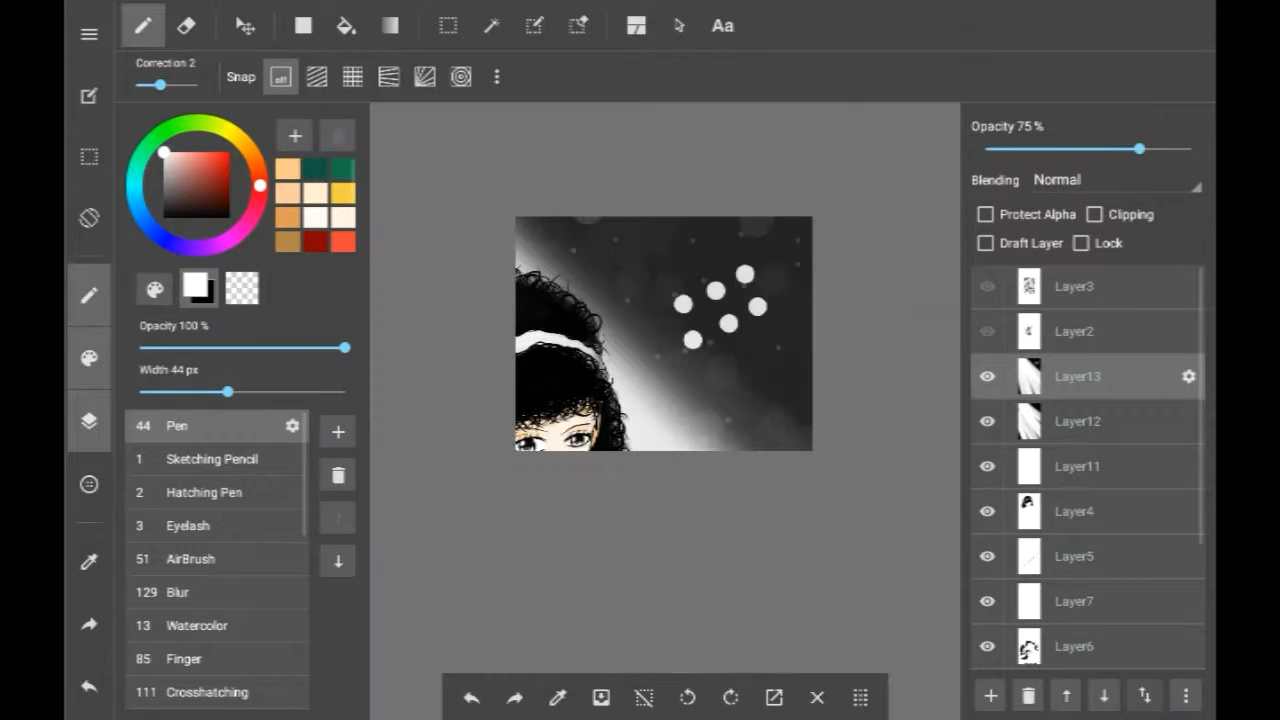 Aa
Correction 2
Snap
off
Opacity 100 %
Width 44 px
44 Pen
1 Sketching Pencil
2 Hatching Pen
3 Eyelash
51 AirBrush
129 Blur
13 Watercolor
85 Finger
111 Crosshatching
Opacity 75 %
Blending Normal
Protect Alpha
Clipping
Draft Layer
Lock
Layer3
Layer2
Layer13
Layer12
Layer11
Layer4
Layer5
Layer7
Layer6